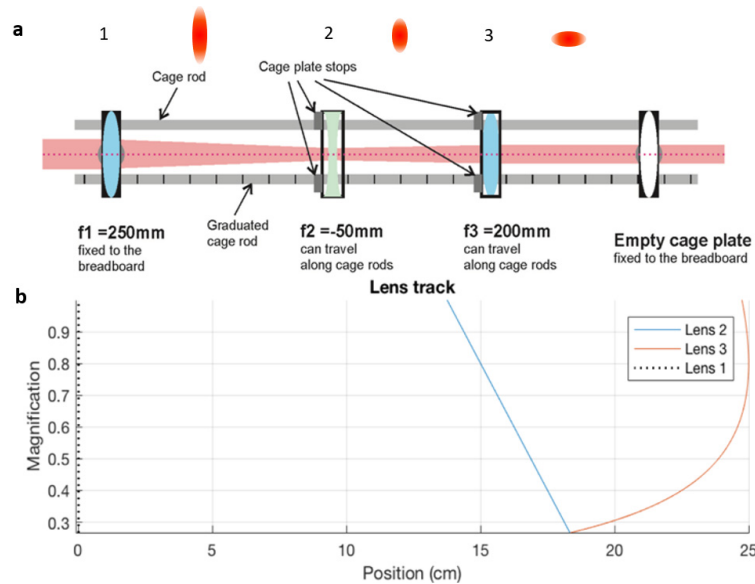 a
1
2
3
Cage rod
Cage plate stops
Graduated
cage rod
f1 =250mm
fixed to the
breadboard
f2 =-50mm
can travel
along cage rods
f3 =200mm
can travel
along cage rods
Empty cage plate
fixed to the breadboard
b
Lens track
Magnification
0.9
0.8
0.7
0.6
0.5
0.4
0.3
Lens 2
Lens 3
Lens 1
0
5
10
15
20
25
Position (cm)